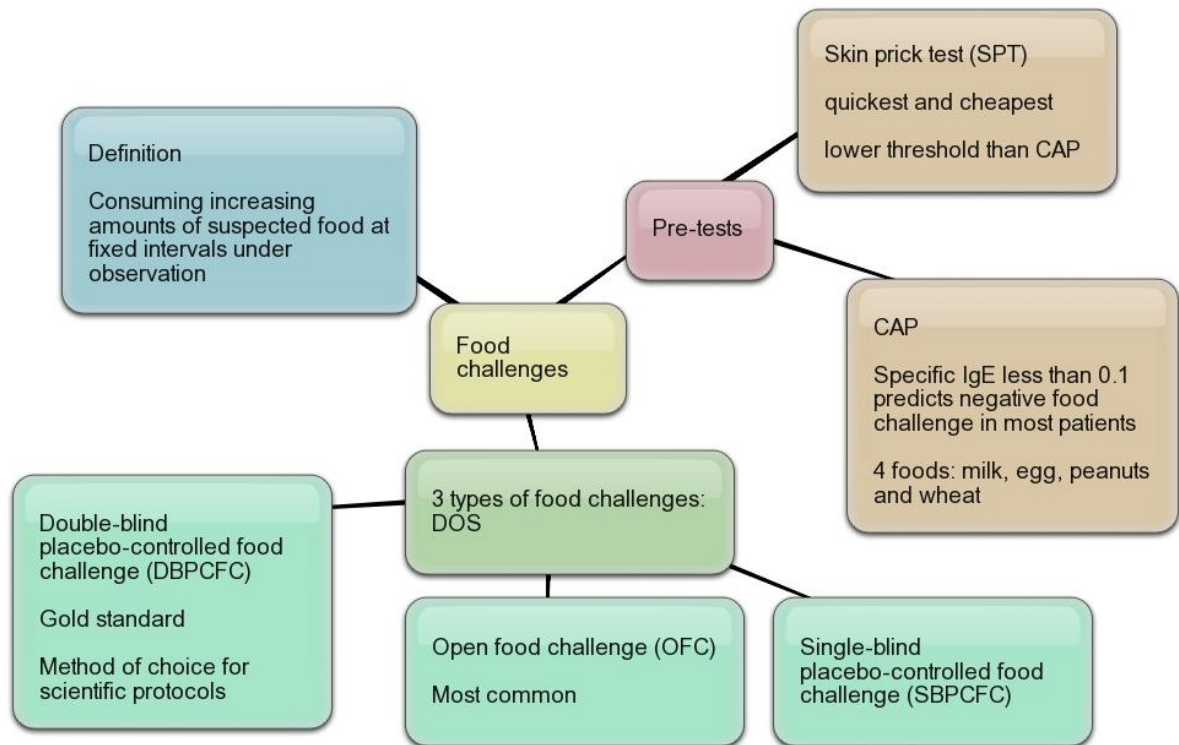 Skin prick test (SPT)
quickest and cheapest
lower threshold than CAP
Definition
Consuming increasing
amounts of suspected food at
fixed intervals under
observation
Pre-tests
CAP
Specific IgE less than 0.1
predicts negative food
challenge in most patients
4 foods: milk, egg, peanuts
and wheat
Food
challenges
3 types of food challenges:
DOS
Double-blind
placebo-controlled food
challenge (DBPCFC)
Gold standard
Method of choice for
scientific protocols
Open food challenge (OFC)
Most common
Single-blind
placebo-controlled food
challenge (SBPCFC)